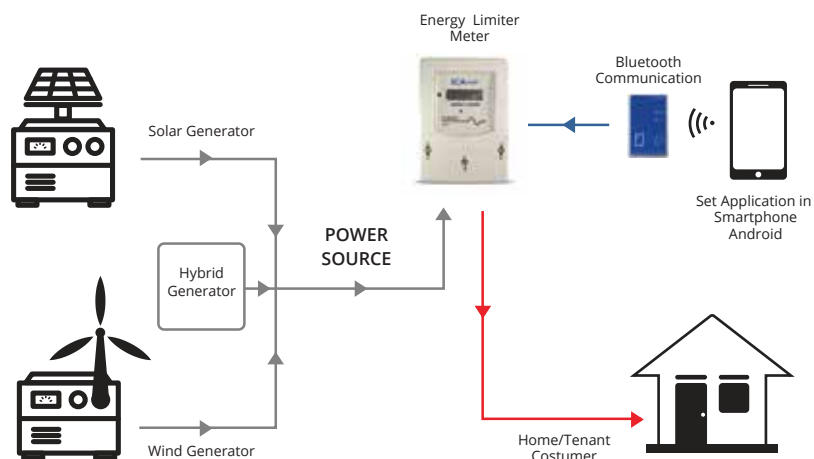 Energy Limiter
Meter
Bluetooth
Communication
Solar Generator
Set Application in
Smartphone
Android
POWER
SOURCE
Hybrid
Generator
Wind Generator
Home/Tenant
Costumer